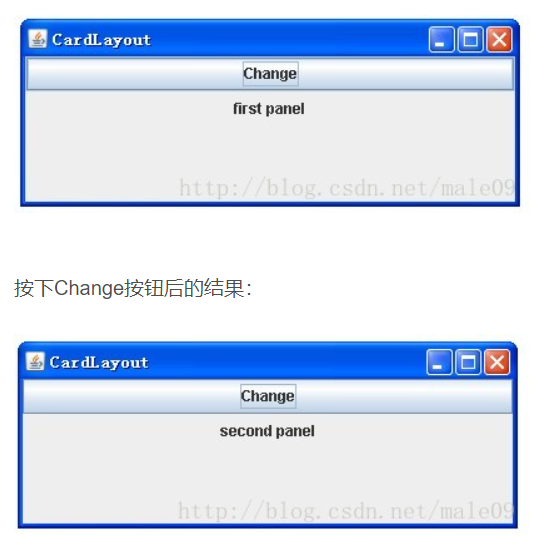 CardLayout
Change
first panel
http://blog.csdn.net/male09
按下Change按钮后的结果：
CardLayout
Change
second panel
http://blog.csdn.net/male09